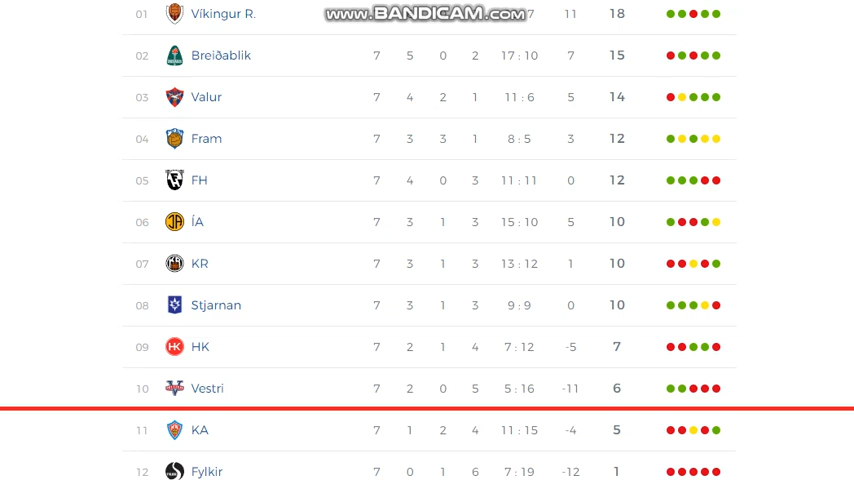 01 Víkingur R. 7 11 18
www.BANDICAM.com
02 Breiðablik 7 5 0 2 17 : 10 7 15
03 Valur 7 4 2 1 11 : 6 5 14
04 Fram 7 3 3 1 8 : 5 3 12
05 FH 7 4 0 3 11 : 11 0 12
06 ÍA 7 3 1 3 15 : 10 5 10
07 KR 7 3 1 3 13 : 12 1 10
08 Stjarnan 7 3 1 3 9 : 9 0 10
09 HK 7 2 1 4 7 : 12 -5 7
10 Vestri 7 2 0 5 5 : 16 -11 6
11 KA 7 1 2 4 11 : 15 -4 5
12 Fylkir 7 0 1 6 7 : 19 -12 1